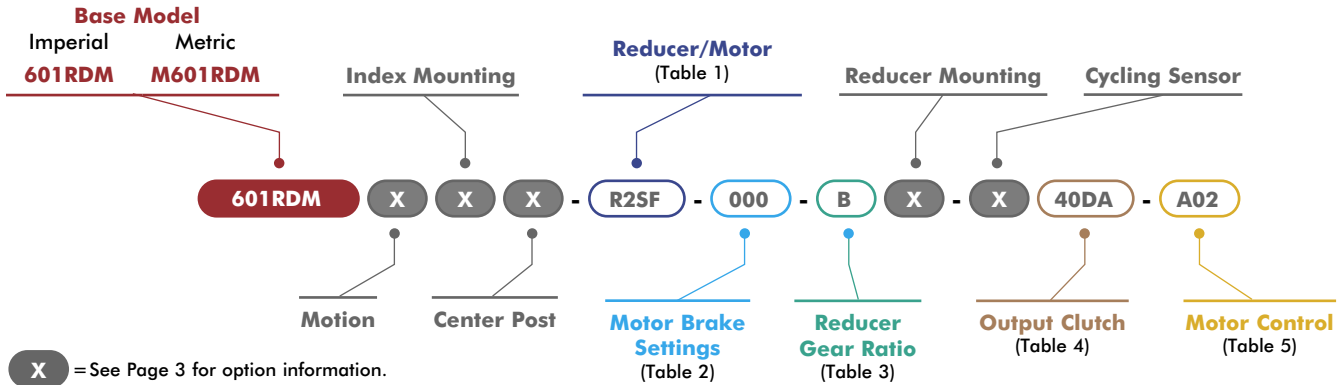 Base Model
Imperial Metric
601RDM M601RDM
Index Mounting
Reducer/Motor
(Table 1)
Reducer Mounting
Cycling Sensor
601RDM X X X - R2SF - 000 - B X - X 40DA - A02
Motion
Center Post
Motor Brake
Settings
(Table 2)
Reducer
Gear Ratio
(Table 3)
Output Clutch
(Table 4)
Motor Control
(Table 5)
X = See Page 3 for option information.